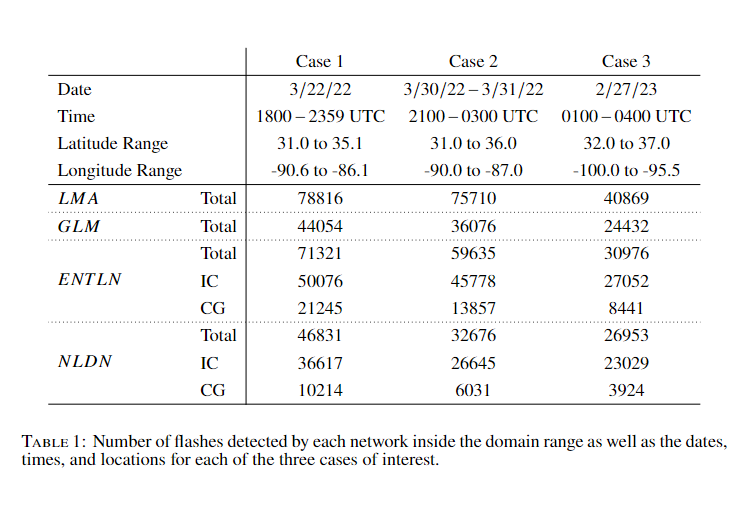 Case 1 Case 2 Case 3
Date 3/22/22 3/30/22 – 3/31/22 2/27/23
Time 1800 – 2359 UTC 2100 – 0300 UTC 0100 – 0400 UTC
Latitude Range 31.0 to 35.1 31.0 to 36.0 32.0 to 37.0
Longitude Range -90.6 to -86.1 -90.0 to -87.0 -100.0 to -95.5
LMA Total 78816 75710 40869
GLM Total 44054 36076 24432
Total 71321 59635 30976
ENTLN IC 50076 45778 27052
CG 21245 13857 8441
Total 46831 32676 26953
NLDN IC 36617 26645 23029
CG 10214 6031 3924
TABLE 1: Number of flashes detected by each network inside the domain range as well as the dates,
times, and locations for each of the three cases of interest.